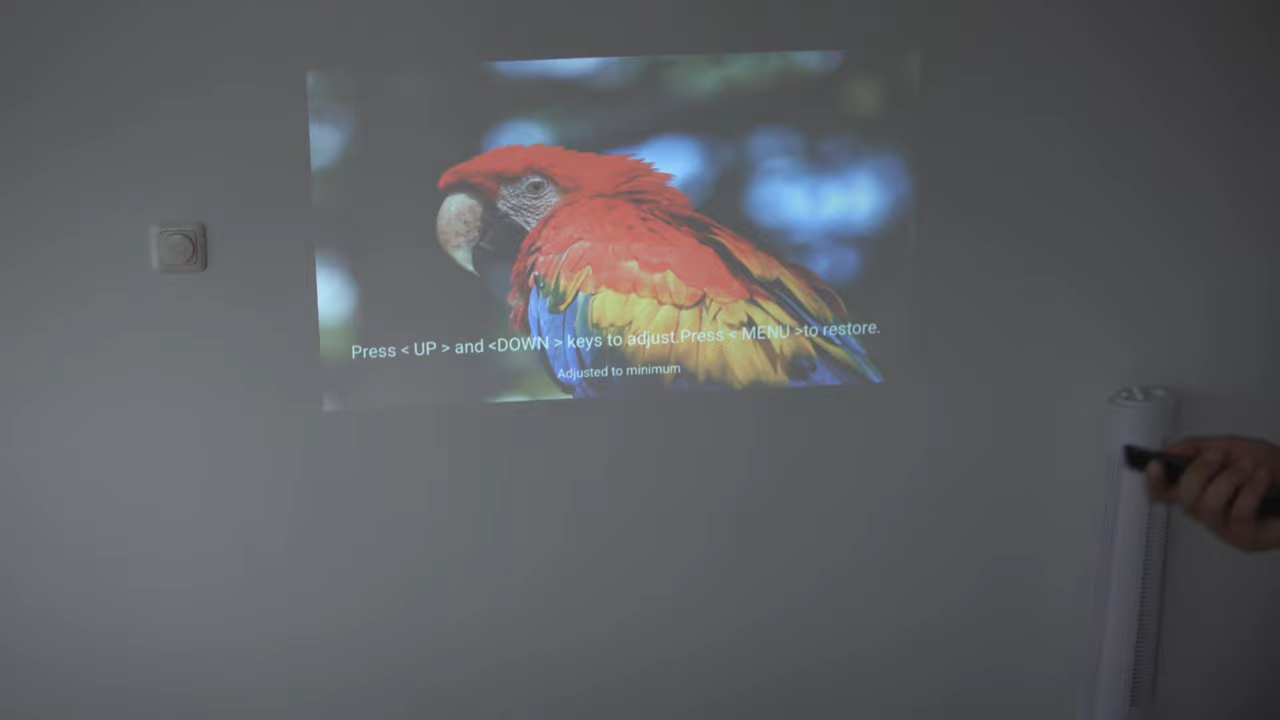 Press < UP > and <DOWN > keys to adjust.Press < MENU >to restore.
Adjusted to minimum